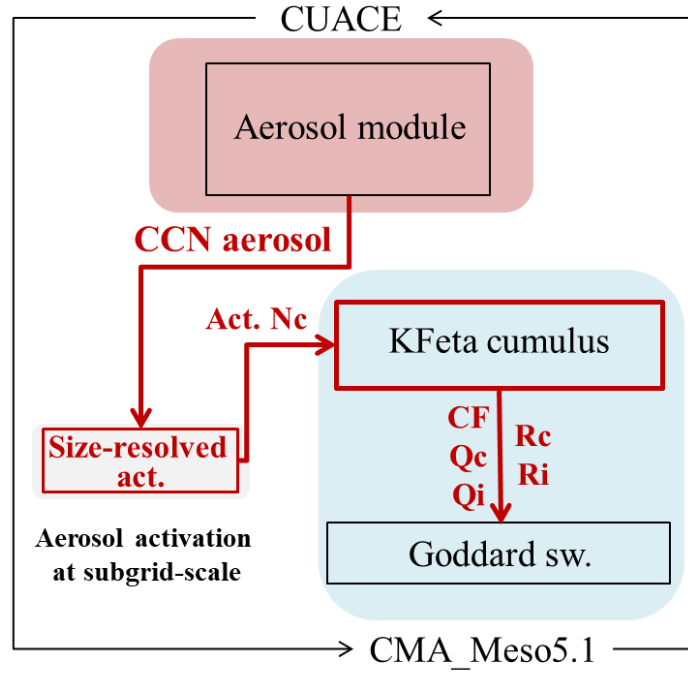 CUACE
Aerosol module
CCN aerosol
Act. Nc
KFeta cumulus
Size-resolved
act.
CF
Qc
Qi
Rc
Ri
Aerosol activation
at subgrid-scale
Goddard sw.
CMA_Meso5.1